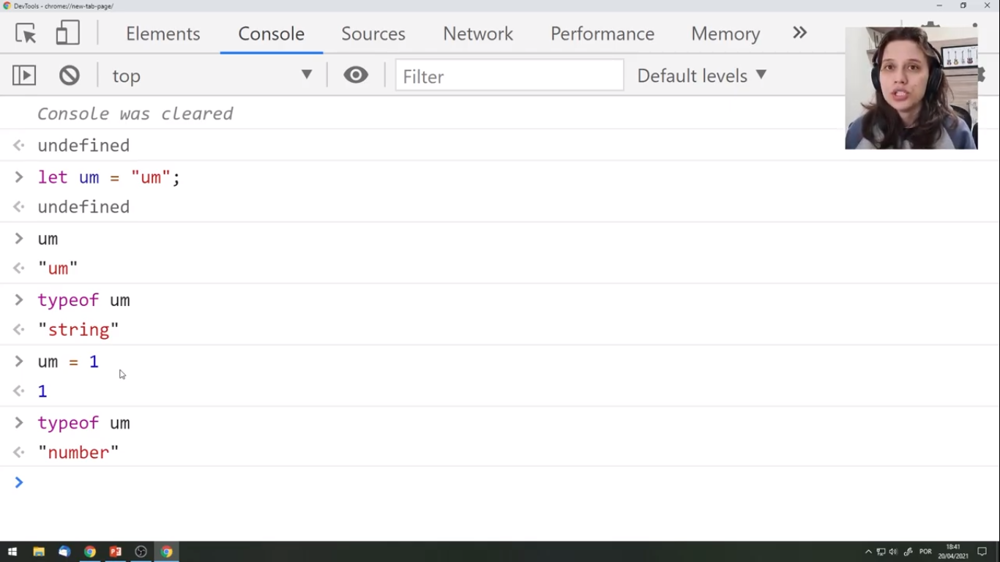 DevTools - chrome://new-tab-page/
Elements Console Sources Network Performance Memory »
top Filter Default levels
Console was cleared
undefined
let um = "um";
undefined
um
"um"
typeof um
"string"
um = 1
1
typeof um
"number"
POR
18:41
20/04/2021